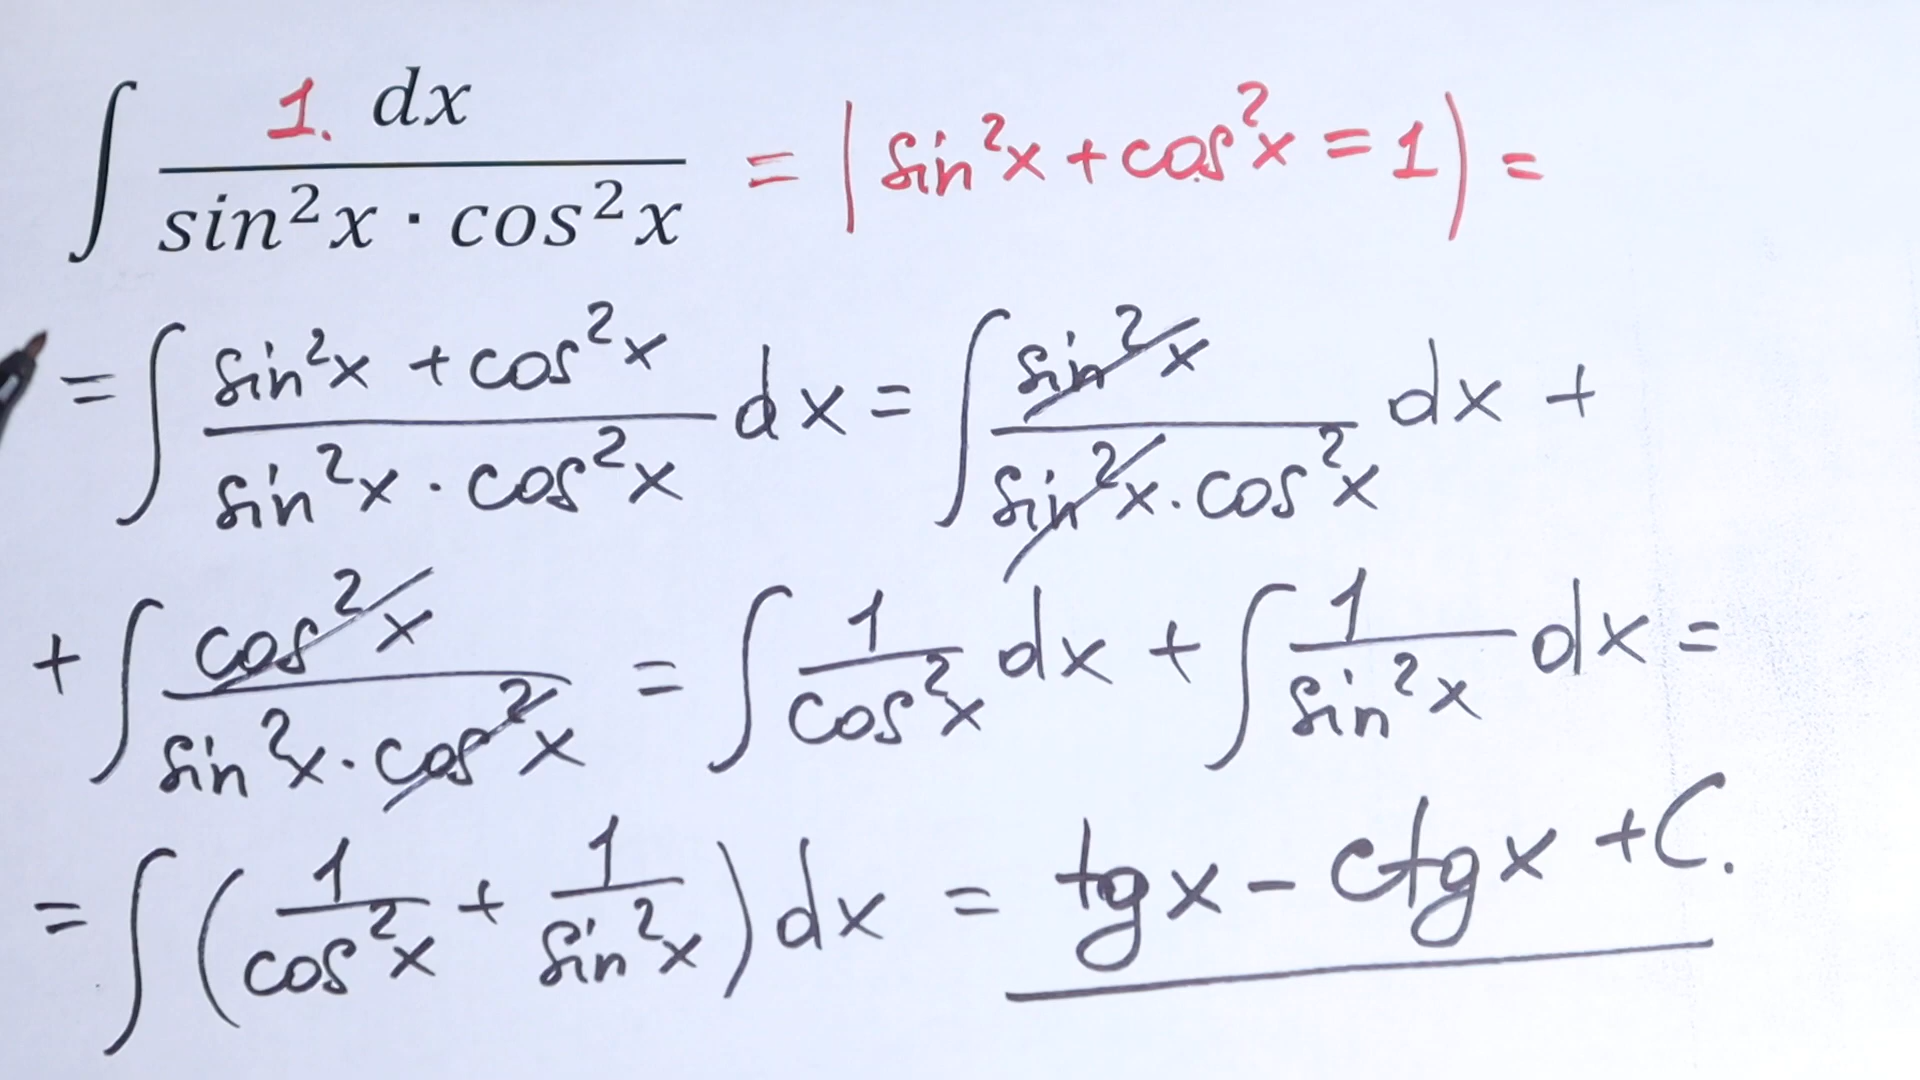 ∫ 1. dx / (sin²x · cos²x) = | sin²x + cos²x = 1 | =
= ∫ (sin²x + cos²x) / (sin²x · cos²x) dx = ∫ sin²x / (sin²x · cos²x) dx +
+ ∫ cos²x / (sin²x · cos²x) = ∫ 1 / cos²x dx + ∫ 1 / sin²x dx =
= ∫ (1 / cos²x + 1 / sin²x) dx = tgx - ctgx + C.